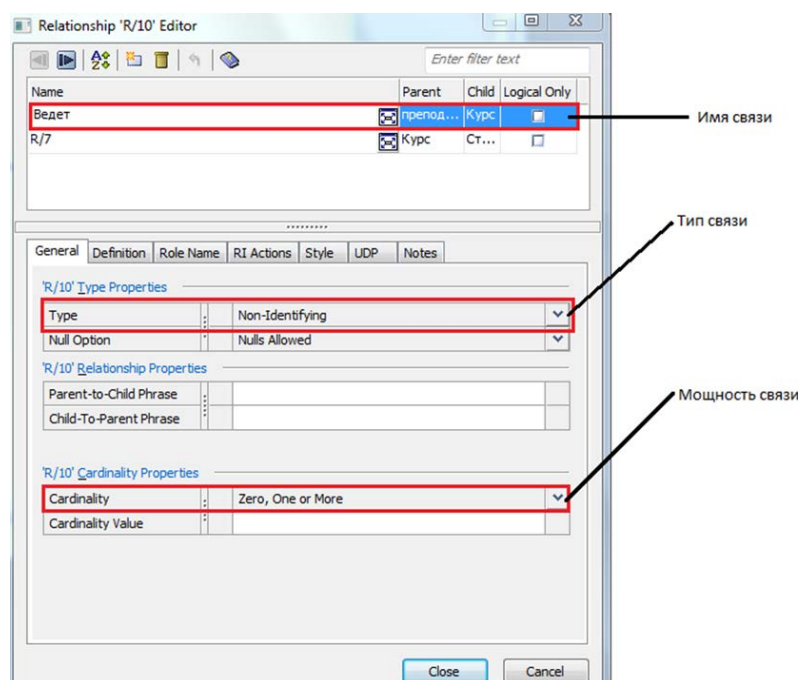 Relationship 'R/10' Editor
Enter filter text
Name Parent Child Logical Only
Ведет препод... Курс
Имя связи
R/7 Курс Ст...
Тип связи
General Definition Role Name RI Actions Style UDP Notes
'R/10' Type Properties
Type Non-Identifying
Null Option Nulls Allowed
'R/10' Relationship Properties
Parent-to-Child Phrase
Мощность связи
Child-To-Parent Phrase
'R/10' Cardinality Properties
Cardinality Zero, One or More
Cardinality Value
Close Cancel